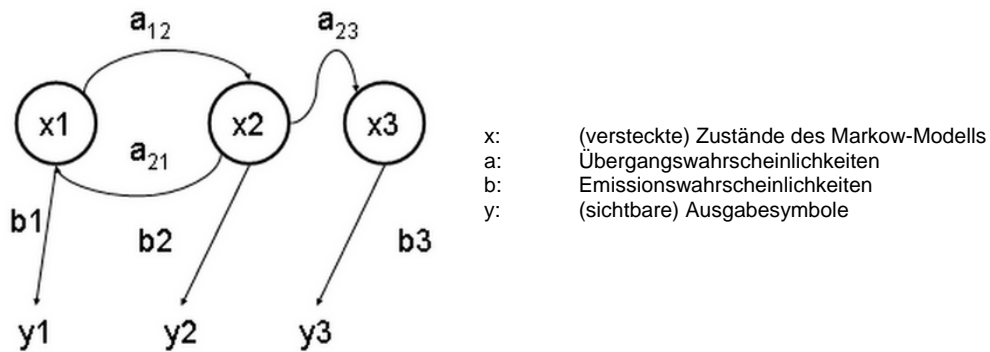 a12
a23
x1
x2
x3
a21
b1
b2
b3
y1
y2
y3
x: (versteckte) Zustände des Markow-Modells
a: Übergangswahrscheinlichkeiten
b: Emissionswahrscheinlichkeiten
y: (sichtbare) Ausgabesymbole